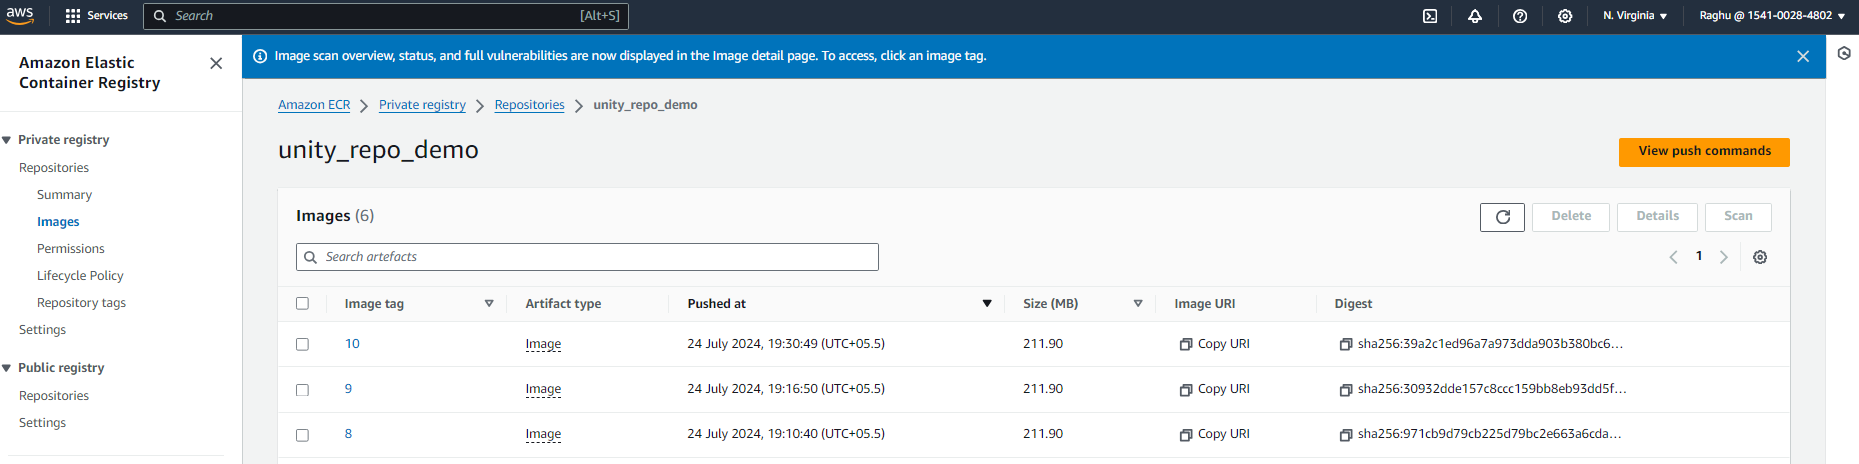 aws Services Search [Alt+S] N. Virginia Raghu @ 1541-0028-4802
Amazon Elastic
Container Registry
Private registry
Repositories
Summary
Images
Permissions
Lifecycle Policy
Repository tags
Settings
Public registry
Repositories
Settings
Image scan overview, status, and full vulnerabilities are now displayed in the Image detail page. To access, click an image tag.
Amazon ECR Private registry Repositories unity_repo_demo
unity_repo_demo View push commands
Images (6) Delete Details Scan
Search artefacts 1
Image tag Artifact type Pushed at Size (MB) Image URI Digest
10 Image 24 July 2024, 19:30:49 (UTC+05.5) 211.90 Copy URI sha256:39a2c1ed96a7a973dda903b380bc6...
9 Image 24 July 2024, 19:16:50 (UTC+05.5) 211.90 Copy URI sha256:30932dde157c8ccc159bb8eb93dd5f...
8 Image 24 July 2024, 19:10:40 (UTC+05.5) 211.90 Copy URI sha256:971cb9d79cb225d79bc2e663a6cda...